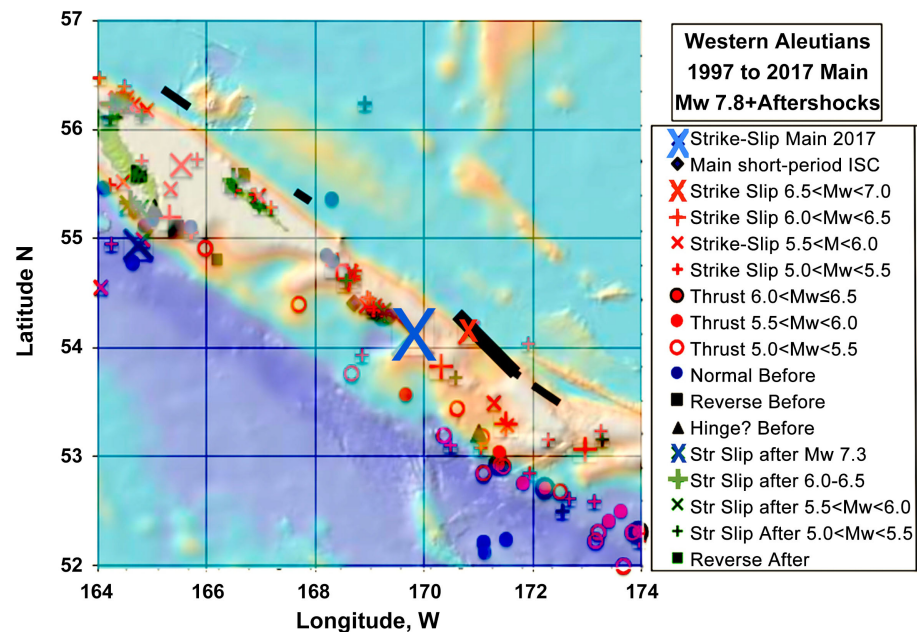 Western Aleutians
1997 to 2017 Main
Mw 7.8+Aftershocks
Strike-Slip Main 2017
Main short-period ISC
Strike Slip 6.5<Mw<7.0
Strike Slip 6.0<Mw<6.5
Strike-Slip 5.5<M<6.0
Strike Slip 5.0<Mw<5.5
Thrust 6.0<Mw≤6.5
Thrust 5.5<Mw<6.0
Thrust 5.0<Mw<5.5
Normal Before
Reverse Before
Hinge? Before
Str Slip after Mw 7.3
Str Slip after 6.0-6.5
Str Slip after 5.5<Mw<6.0
Str Slip After 5.0<Mw<5.5
Reverse After
57
56
55
54
53
52
Latitude N
164 166 168 170 172 174
Longitude, W